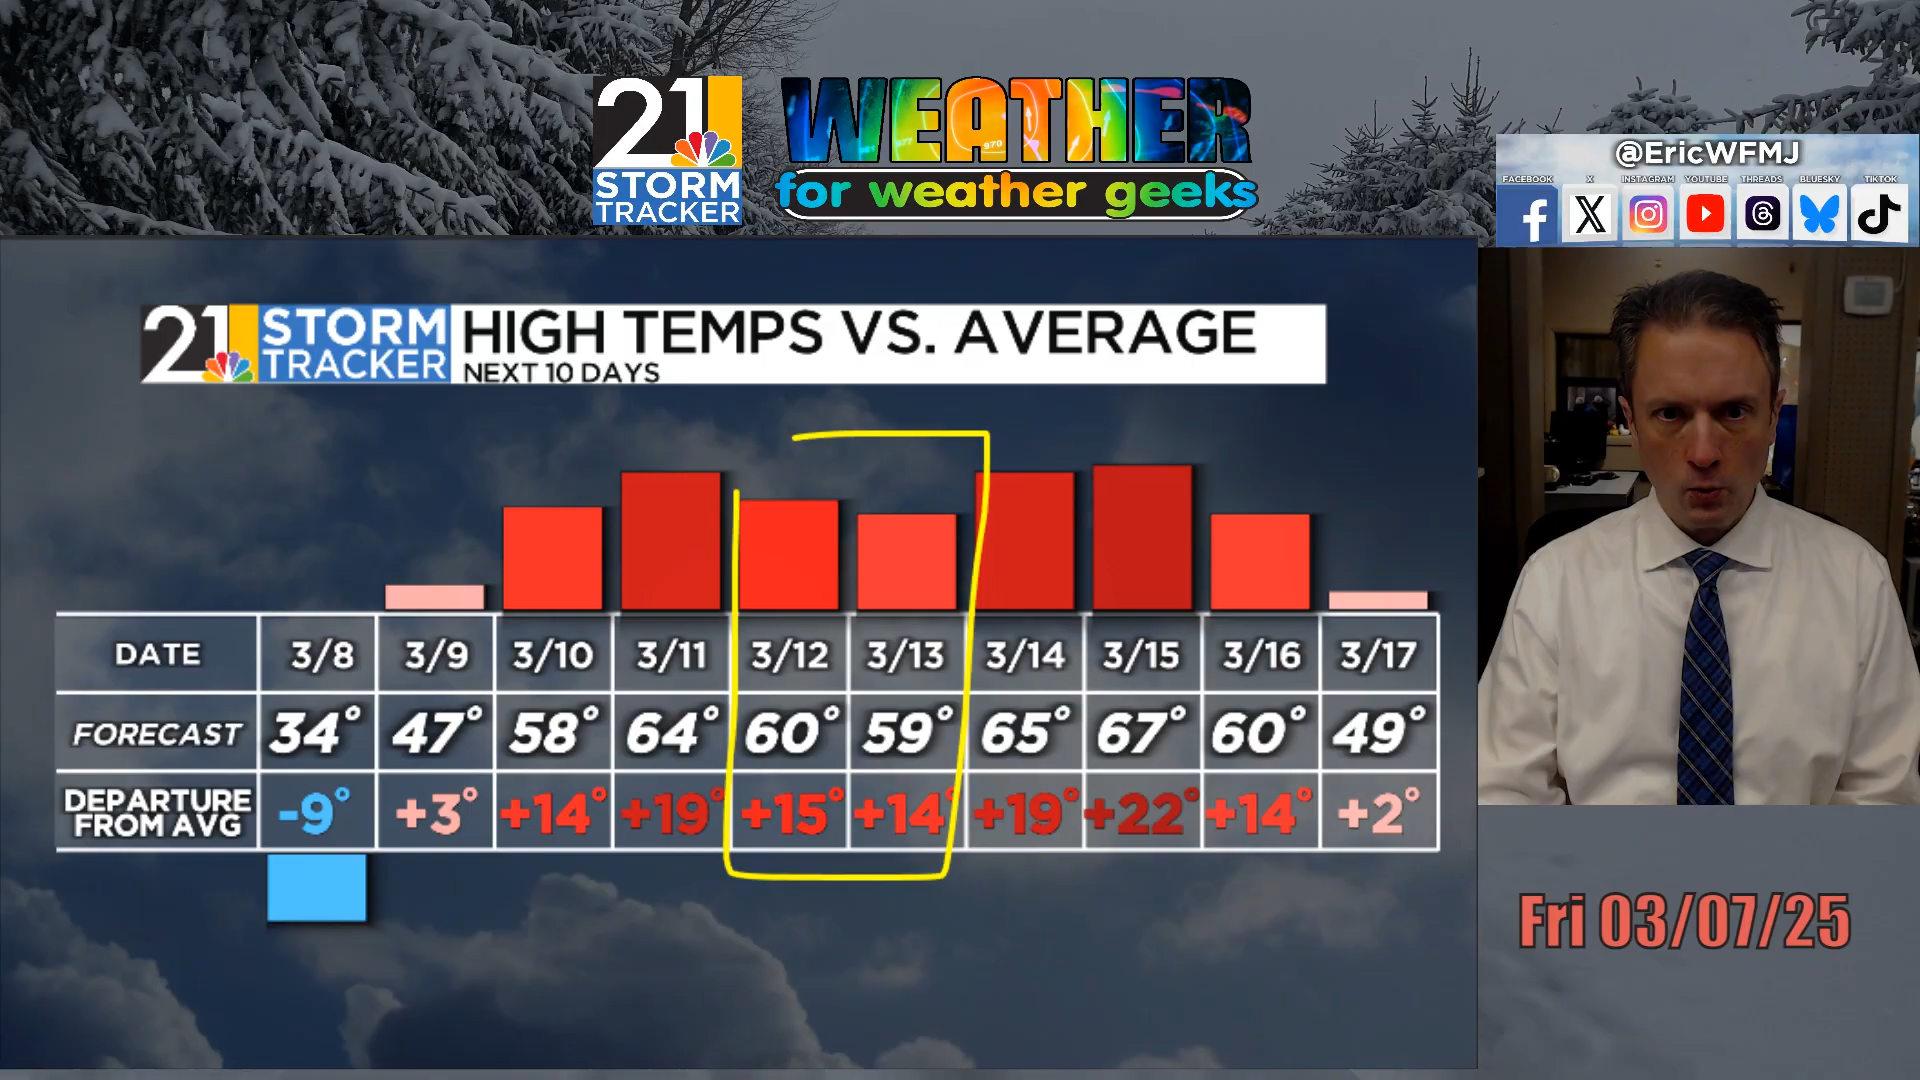 21
STORM
TRACKER
WEATHER
970
for weather geeks
@EricWFMJ
FACEBOOK X INSTAGRAM YOUTUBE THREADS BLUESKY TIKTOK
21 STORM
TRACKER
HIGH TEMPS VS. AVERAGE
NEXT 10 DAYS
DATE 3/8 3/9 3/10 3/11 3/12 3/13 3/14 3/15 3/16 3/17
FORECAST 34° 47° 58° 64° 60° 59° 65° 67° 60° 49°
DEPARTURE
FROM AVG -9° +3° +14° +19° +15° +14° +19° +22° +14° +2°
Fri 03/07/25